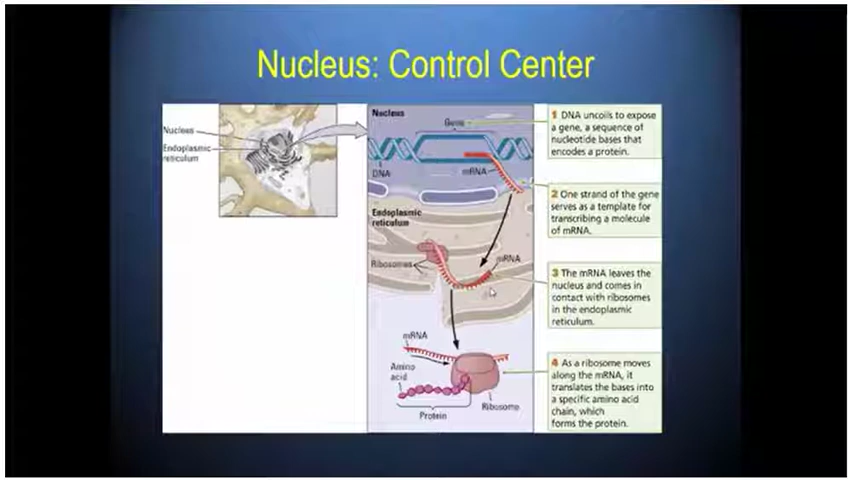 Nucleus: Control Center
Nucleus
Endoplasmic
reticulum
Nucleus
Gene
DNA
mRNA
Endoplasmic
reticulum
Ribosomes
mRNA
mRNA
Amino
acid
Protein
Ribosome
1 DNA uncoils to expose
a gene, a sequence of
nucleotide bases that
encodes a protein.
2 One strand of the gene
serves as a template for
transcribing a molecule
of mRNA.
3 The mRNA leaves the
nucleus and comes in
contact with ribosomes
in the endoplasmic
reticulum.
4 As a ribosome moves
along the mRNA, it
translates the bases into
a specific amino acid
chain, which
forms the protein.